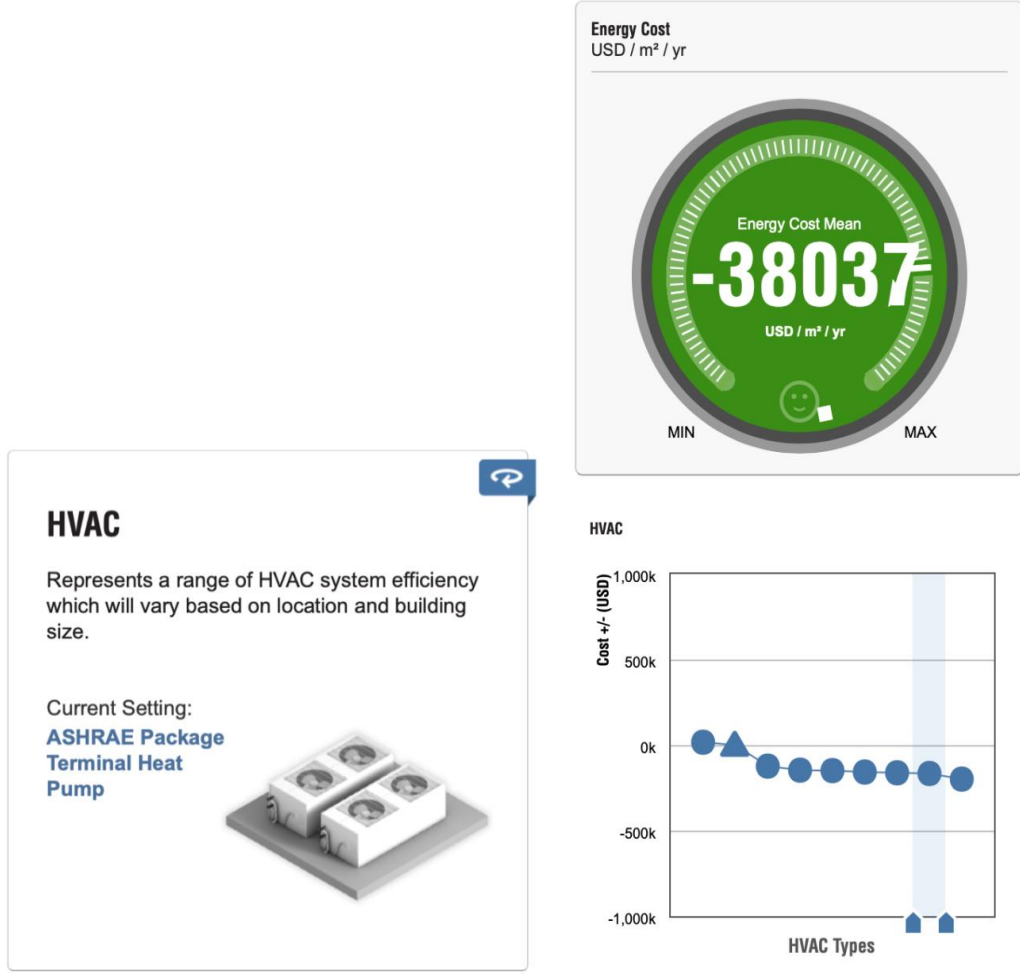 Energy Cost
USD / m² / yr
Energy Cost Mean
-38037
USD / m² / yr
MIN
MAX
HVAC
Represents a range of HVAC system efficiency
which will vary based on location and building
size.
Current Setting:
ASHRAE Package
Terminal Heat
Pump
HVAC
Cost +/- (USD)
1,000k
500k
0k
-500k
-1,000k
HVAC Types